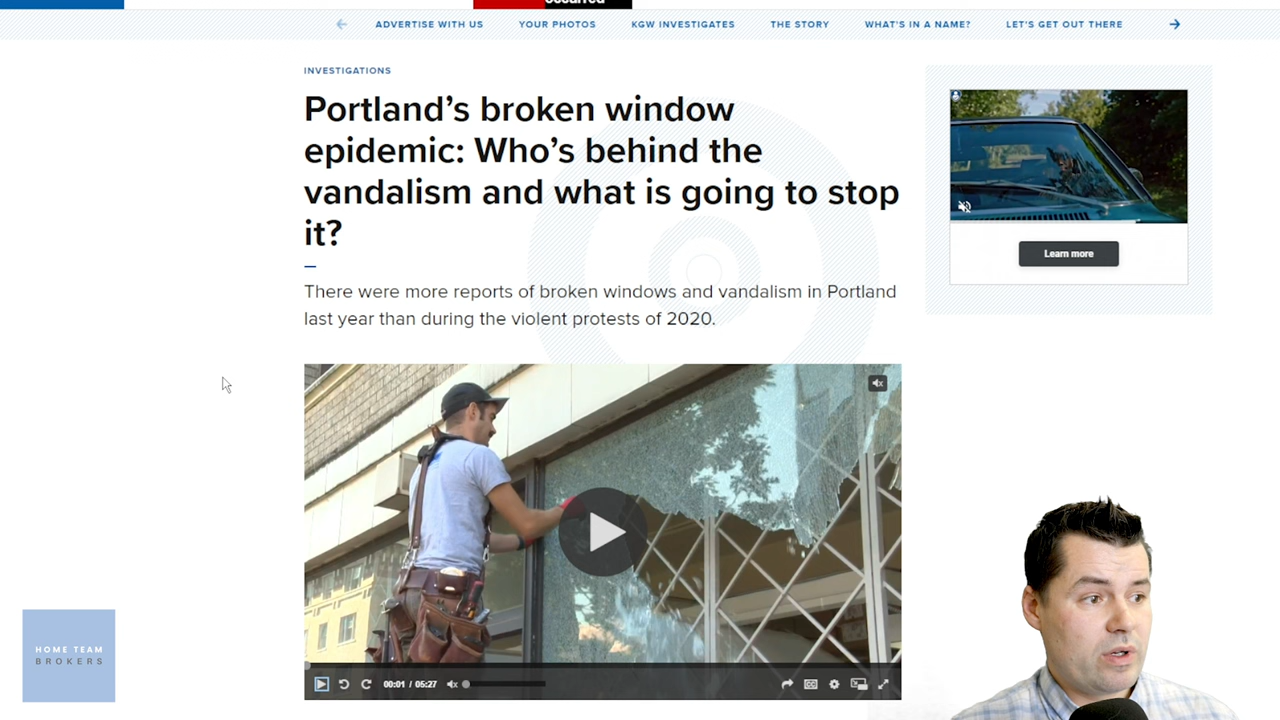 occurred
ADVERTISE WITH US YOUR PHOTOS KGW INVESTIGATES THE STORY WHAT'S IN A NAME? LET'S GET OUT THERE
INVESTIGATIONS
Portland's broken window
epidemic: Who's behind the
vandalism and what is going to stop
it?
There were more reports of broken windows and vandalism in Portland
last year than during the violent protests of 2020.
Learn more
00:01 / 05:27
CC
HOME TEAM
BROKERS